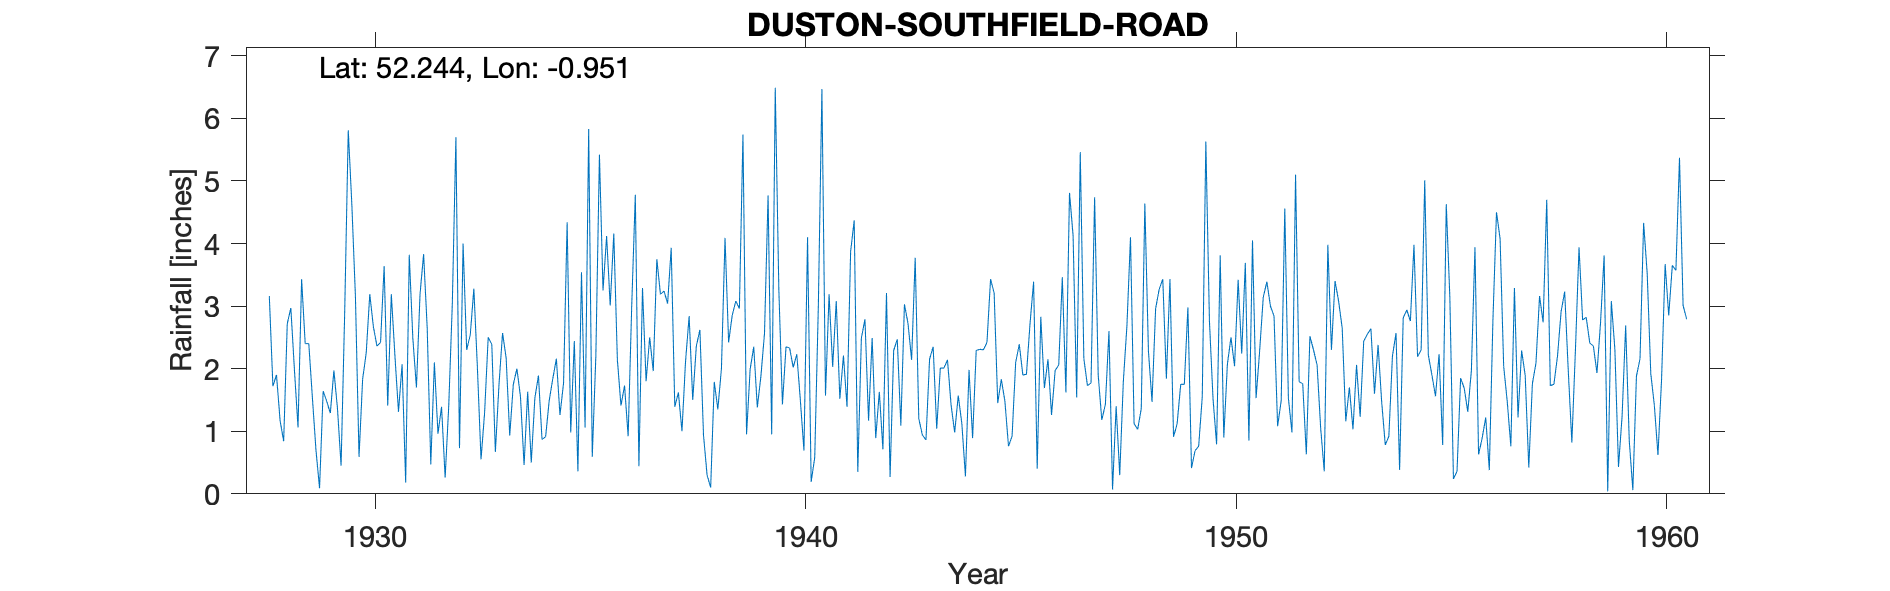 DUSTON-SOUTHFIELD-ROAD
Lat: 52.244, Lon: -0.951
7
6
5
4
3
2
1
0
Rainfall [inches]
1930 1940 1950 1960
Year